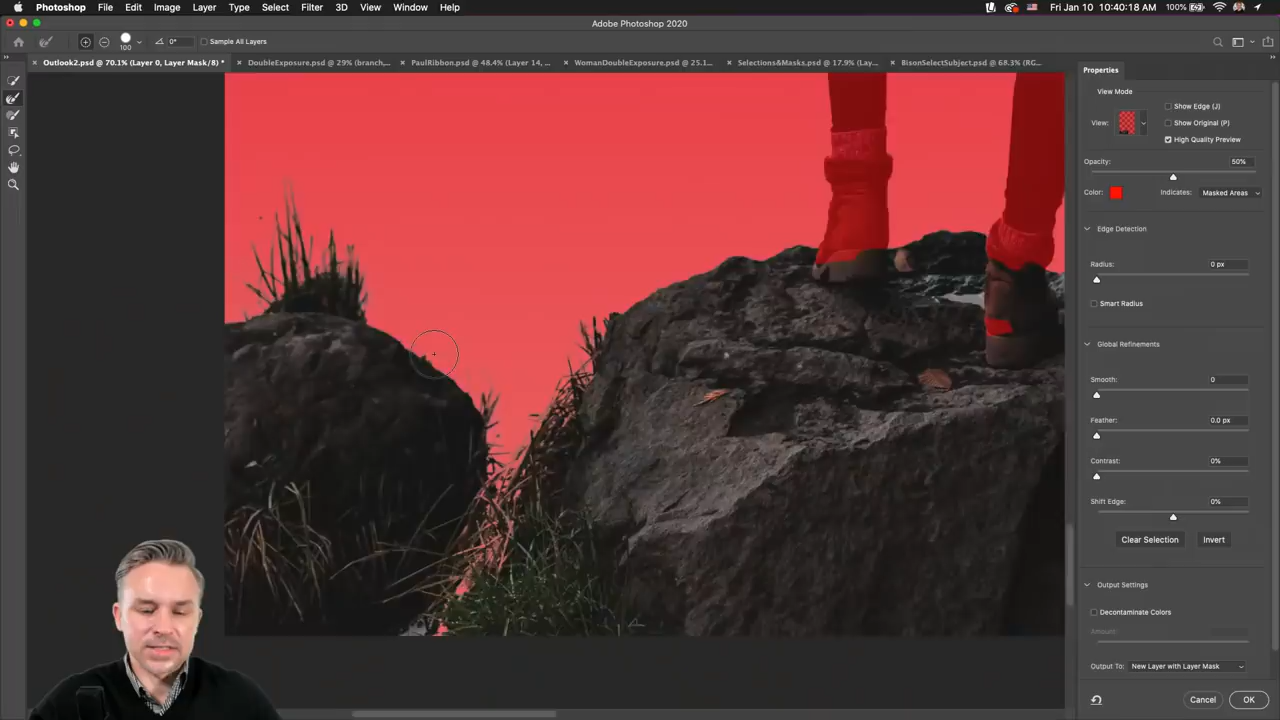 Photoshop File Edit Image Layer Type Select Filter 3D View Window Help 100% Fri Jan 10 10:40:18 AM
Adobe Photoshop 2020
100 0° Sample All Layers
Outlook2.psd @ 70.1% (Layer 0, Layer Mask/8) * DoubleExposure.psd @ 29% (branch,... PaulRibbon.psd @ 48.4% (Layer 14, ... WomanDoubleExposure.psd @ 25.1... Selections&Masks.psd @ 17.9% (Lay... BisonSelectSubject.psd @ 68.3% (RG...
Properties
View Mode
Show Edge (J)
View: Show Original (P)
High Quality Preview
Opacity: 50%
Color: Indicates: Masked Areas
Edge Detection
Radius: 0 px
Smart Radius
Global Refinements
Smooth: 0
Feather: 0.0 px
Contrast: 0%
Shift Edge: 0%
Clear Selection Invert
Output Settings
Decontaminate Colors
Amount:
Output To: New Layer with Layer Mask
Cancel OK